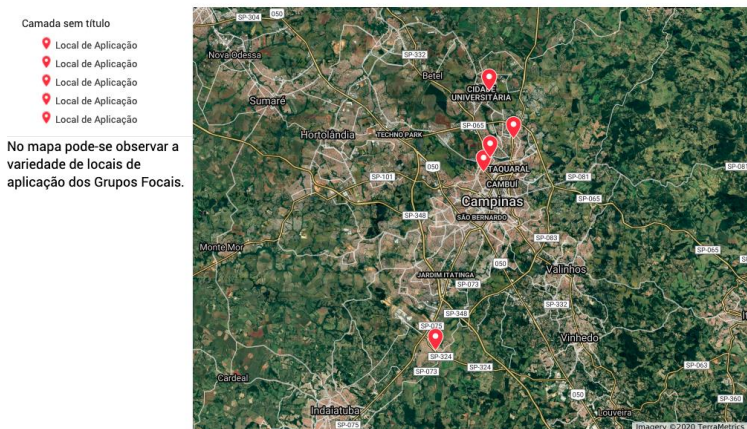 Camada sem título
Local de Aplicação
Local de Aplicação
Local de Aplicação
Local de Aplicação
Local de Aplicação
No mapa pode-se observar a
variedade de locais de
aplicação dos Grupos Focais.
SP-304
050
Nova Odessa
SP-332
Betel
CIDADE
UNIVERSITÁRIA
Sumaré
SP-065
Hortolândia
TECHNO PARK
050
TAQUARAL
SP-081
SP-101
SP-081
CAMBUÍ
Campinas
SP-348
SÃO BERNARDO
SP-083
Monte Mor
SP-065
050
Valinhos
JARDIM ITATINGA
SP-073
SP-332
SP-348
SP-075
Vinhedo
SP-324
SP-324
SP-063
SP-073
Cardeal
050
SP-360
Indaiatuba
Louveira
SP-075
Imagery ©2020 TerraMetrics